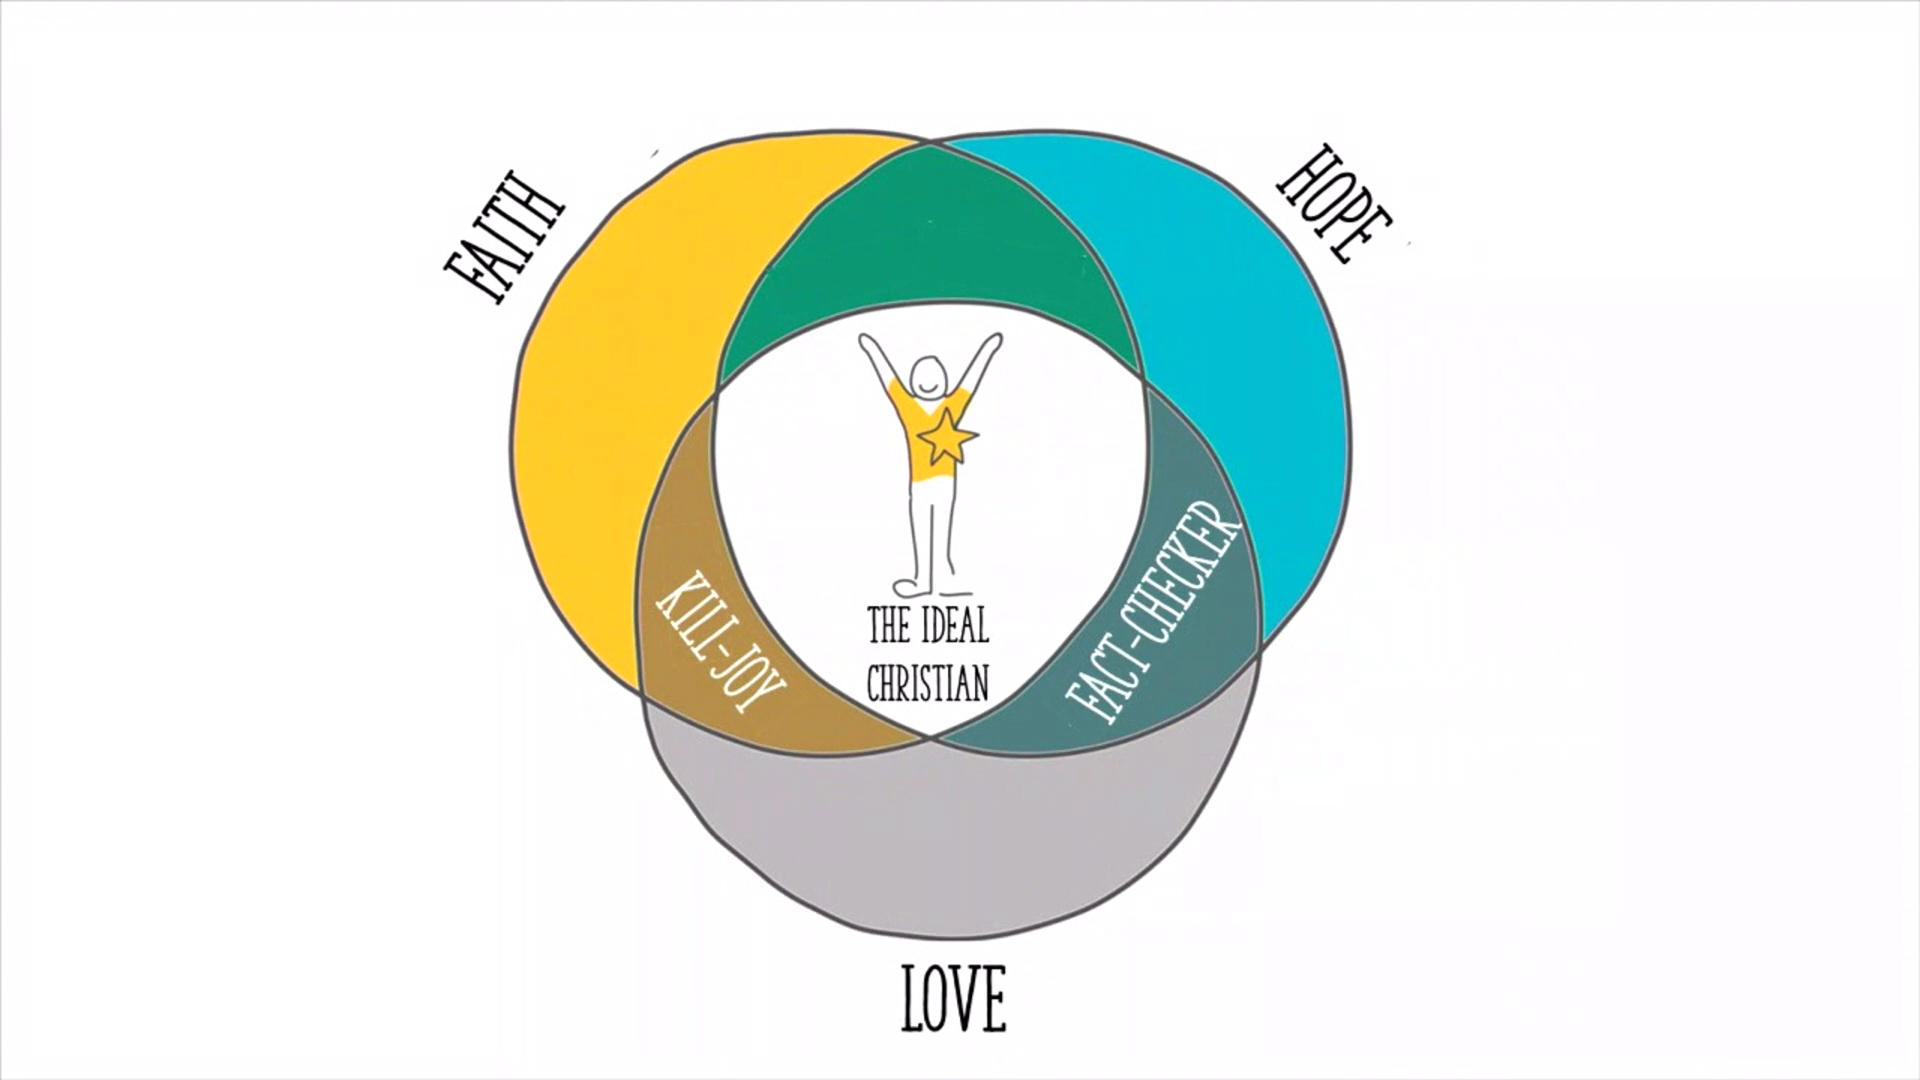 FAITH
HOPE
KILL-JOY
FACT-CHECKER
THE IDEAL
CHRISTIAN
LOVE